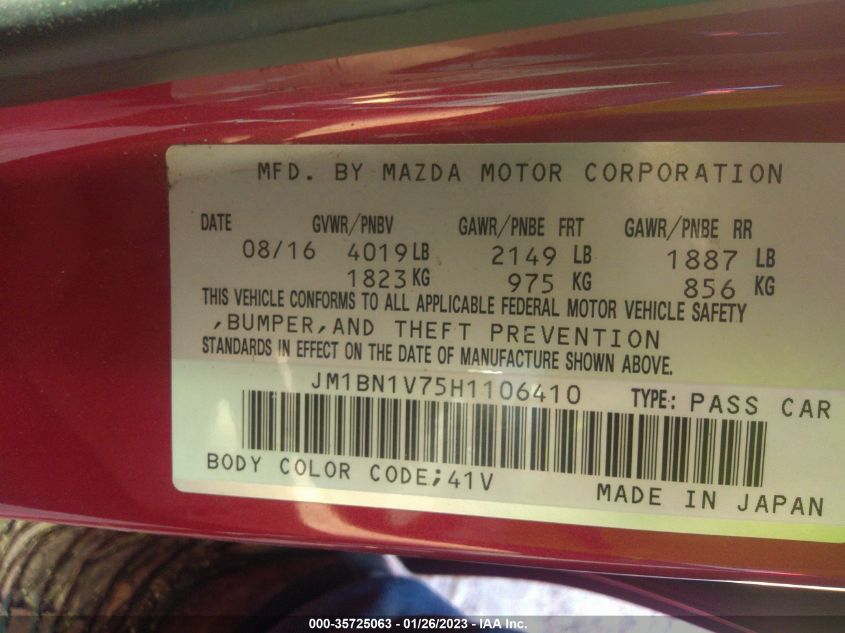 MFD. BY MAZDA MOTOR CORPORATION
DATE GVWR/PNBV GAWR/PNBE FRT GAWR/PNBE RR
08/16 4019 LB 2149 LB 1887 LB
1823 KG 975 KG 856 KG
THIS VEHICLE CONFORMS TO ALL APPLICABLE FEDERAL MOTOR VEHICLE SAFETY
,BUMPER,AND THEFT PREVENTION
STANDARDS IN EFFECT ON THE DATE OF MANUFACTURE SHOWN ABOVE.
JM1BN1V75H1106410 TYPE: PASS CAR
BODY COLOR CODE;41V
MADE IN JAPAN
000-35725063 - 01/26/2023 - IAA Inc.